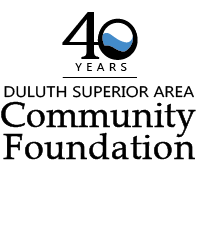 40
YEARS
DULUTH SUPERIOR AREA
Community
Foundation